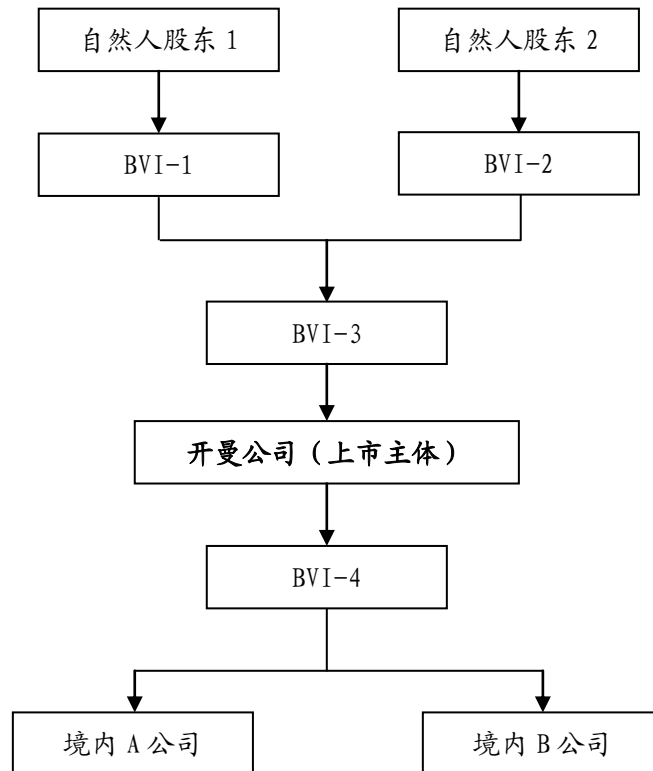 自然人股东 1
自然人股东 2
BVI-1
BVI-2
BVI-3
开曼公司（上市主体）
BVI-4
境内 A 公司
境内 B 公司